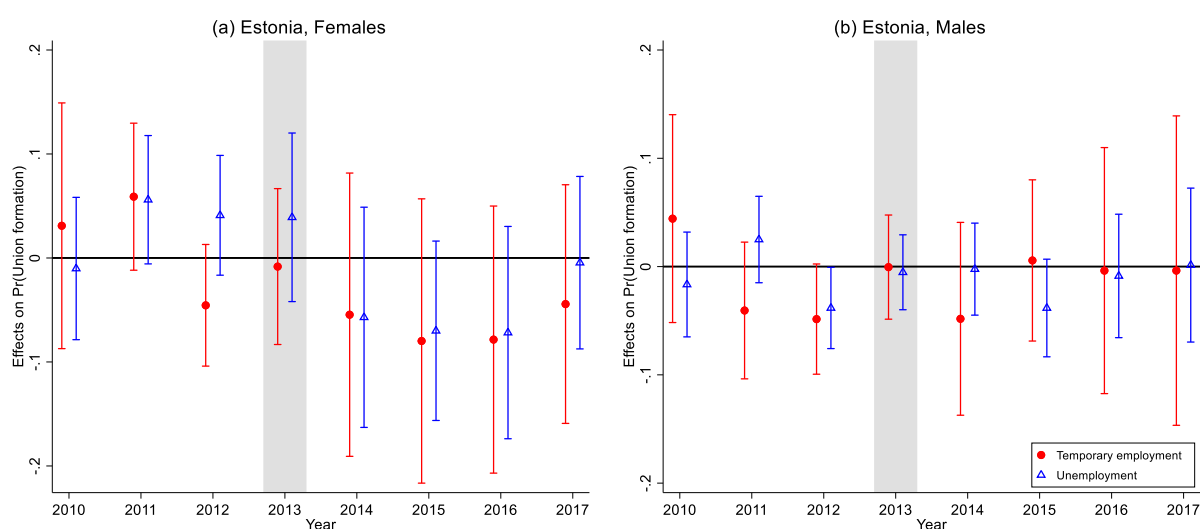 (a) Estonia, Females
Effects on Pr(Union formation)
.2
.1
0
-.1
-.2
2010 2011 2012 2013 2014 2015 2016 2017
Year
(b) Estonia, Males
Effects on Pr(Union formation)
.2
.1
0
-.1
-.2
2010 2011 2012 2013 2014 2015 2016 2017
Year
Temporary employment
Unemployment